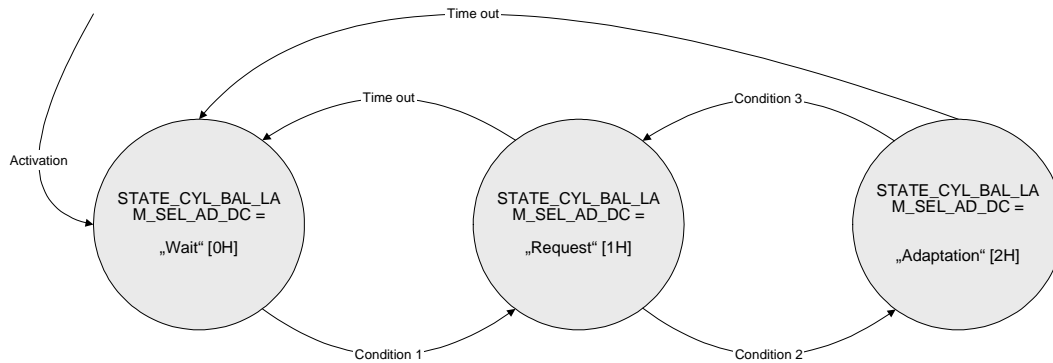 Time out
Time out
Condition 3
Activation
STATE_CYL_BAL_LA
M_SEL_AD_DC =
„Wait“ [0H]
STATE_CYL_BAL_LA
M_SEL_AD_DC =
„Request“ [1H]
STATE_CYL_BAL_LA
M_SEL_AD_DC =
„Adaptation“ [2H]
Condition 1
Condition 2